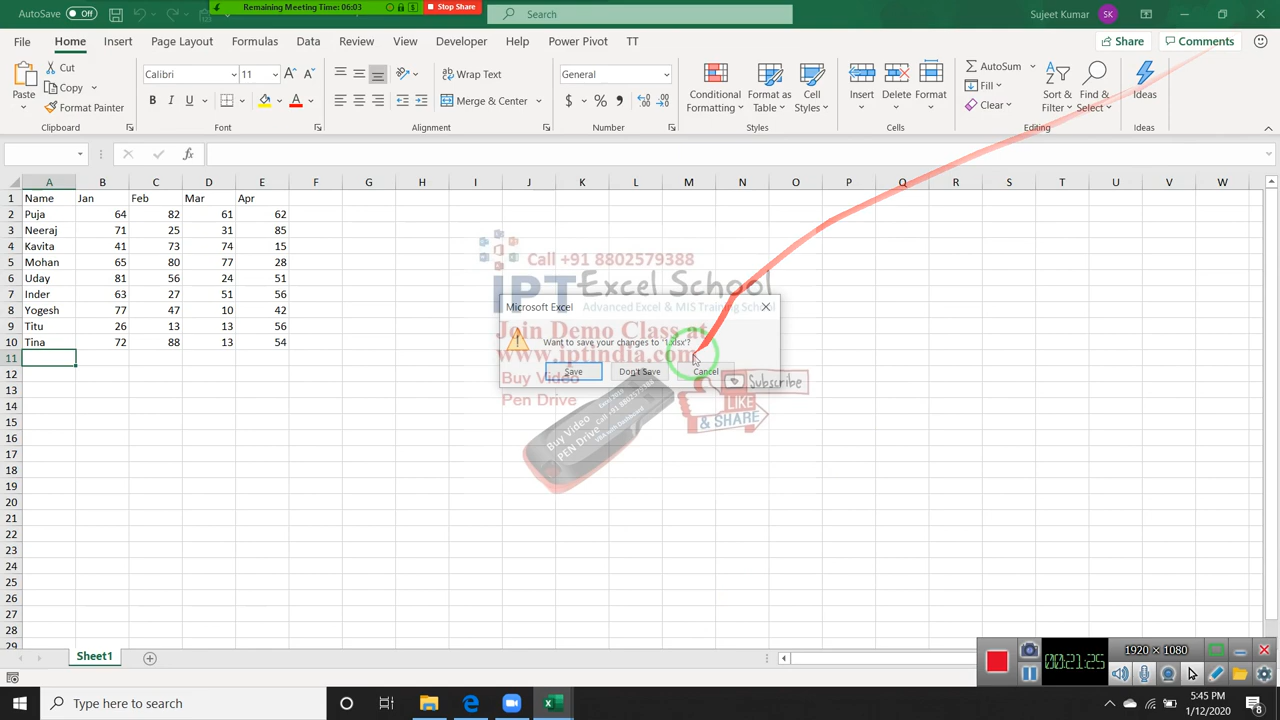 AutoSave Off
Remaining Meeting Time: 06:03 Stop Share
Search
Sujeet Kumar SK
File Home Insert Page Layout Formulas Data Review View Developer Help Power Pivot TT Share Comments
Paste Cut Copy Format Painter
Calibri 11
B I U A
Wrap Text
Merge & Center
General
$ % ,
Conditional Formatting
Format as Table
Cell Styles
Insert Delete Format
AutoSum
Fill
Clear
Sort & Filter
Find & Select
Ideas
Clipboard Font Alignment Number Styles Cells Editing Ideas
fx
A B C D E F G H I J K L M N O P Q R S T U V W
1 Name Jan Feb Mar Apr
2 Puja 64 82 61 62
3 Neeraj 71 25 31 85
4 Kavita 41 73 74 15
5 Mohan 65 80 77 28
6 Uday 81 56 24 51
7 Inder 63 27 51 56
8 Yogesh 77 47 10 42
9 Titu 26 13 13 56
10 Tina 72 88 13 54
11
12
13
14
15
16
17
18
19
20
21
22
23
24
25
26
27
28
29
Call +91 8802579388
iPT Excel School
Advanced Excel & MIS Training School
Microsoft Excel
Want to save your changes to '1.xlsx'?
Save Don't Save Cancel
Join Demo Class at
www.iptindia.com
Buy Video
Pen Drive
Subscribe
LIKE
& SHARE
Buy Video
PEN Drive
Call +91 8802579388
Sheet1
1920 × 1080
00:21:25
Type here to search
5:45 PM
1/12/2020
8